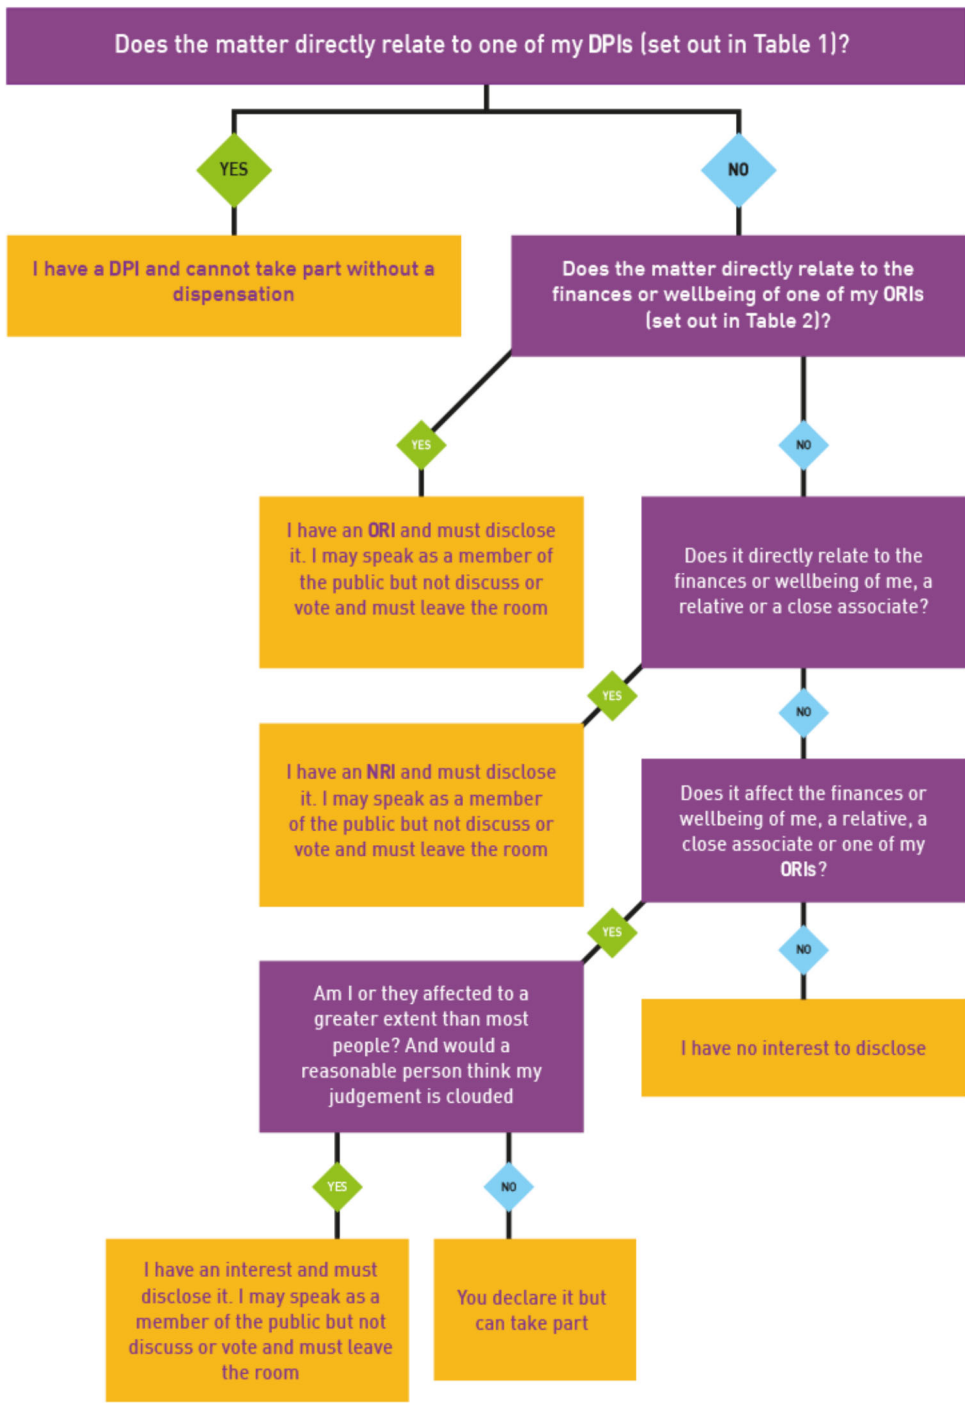 Does the matter directly relate to one of my DPIs (set out in Table 1)?
YES
NO
I have a DPI and cannot take part without a
dispensation
Does the matter directly relate to the
finances or wellbeing of one of my ORIs
(set out in Table 2)?
YES
NO
I have an ORI and must disclose
it. I may speak as a member of
the public but not discuss or
vote and must leave the room
Does it directly relate to the
finances or wellbeing of me, a
relative or a close associate?
YES
NO
I have an NRI and must disclose
it. I may speak as a member
of the public but not discuss or
vote and must leave the room
Does it affect the finances or
wellbeing of me, a relative, a
close associate or one of my
ORIs?
YES
NO
Am I or they affected to a
greater extent than most
people? And would a
reasonable person think my
judgement is clouded
I have no interest to disclose
YES
NO
I have an interest and must
disclose it. I may speak as a
member of the public but not
discuss or vote and must leave
the room
You declare it but
can take part